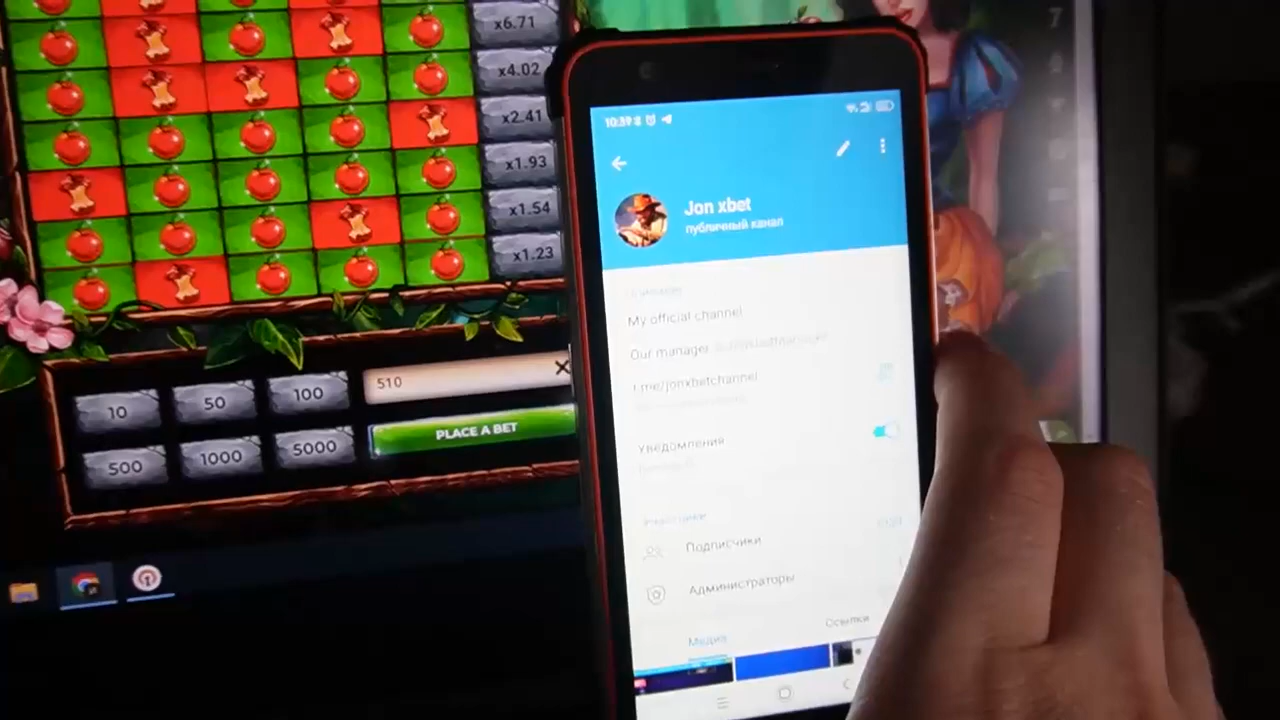 x6.71
x4.02
x2.41
x1.93
x1.54
x1.23
10
50
100
510
500
1000
5000
PLACE A BET
10:39
Jon xbet
публичный канал
My official channel
Our manager
t.me/jonxbetchannel
Уведомления
Подписчики
Администраторы
Ссылки
Медиа
7